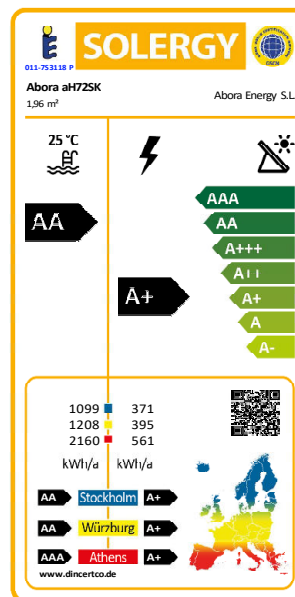 SOLERGY
011-7S3118 P
Abora aH72SK
Abora Energy S.L.
1,96 m²
25 °C
AAA
AA
AA
A+++
A++
A+
A+
A
A-
1099 371
1208 395
2160 561
kWh/a kWh/a
AA Stockholm A+
AA Würzburg A+
AAA Athens A+
www.dincertco.de